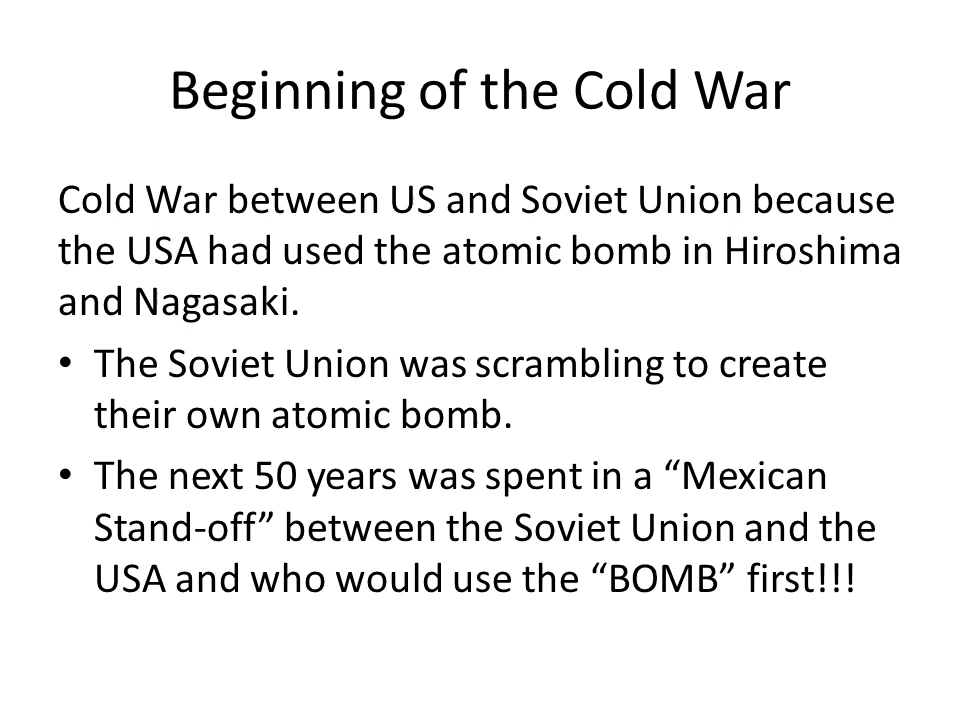 Beginning of the Cold War
Cold War between US and Soviet Union because
the USA had used the atomic bomb in Hiroshima
and Nagasaki.
• The Soviet Union was scrambling to create
their own atomic bomb.
• The next 50 years was spent in a “Mexican
Stand-off” between the Soviet Union and the
USA and who would use the “BOMB” first!!!